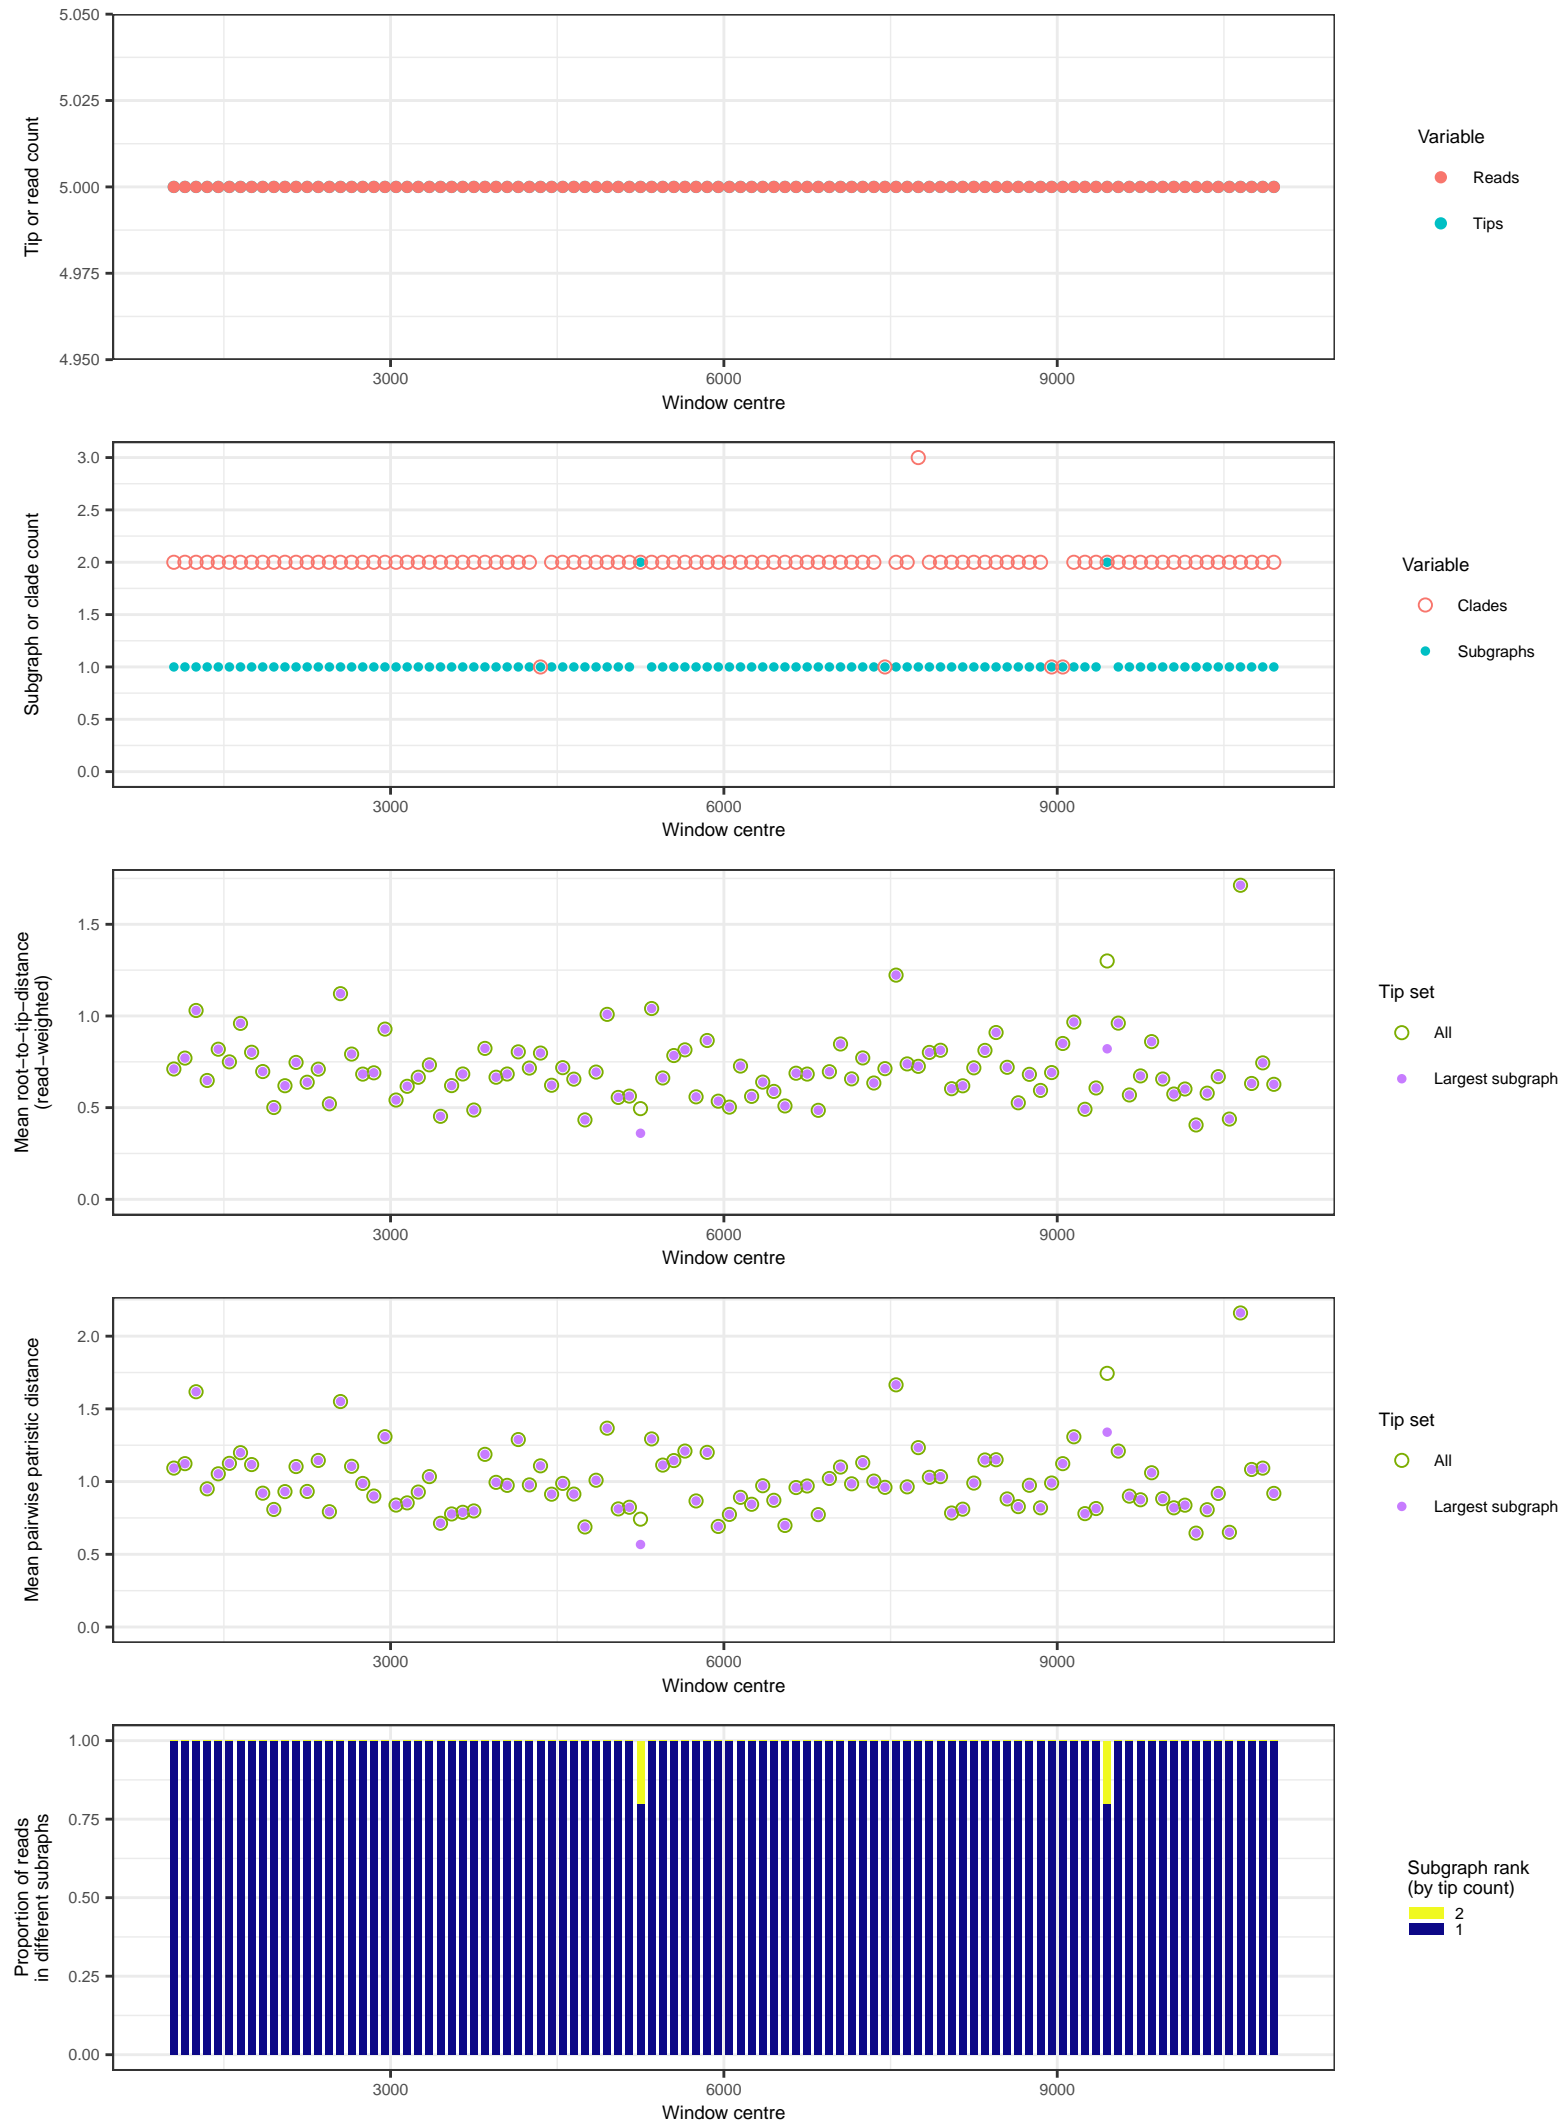 5.050
5.025
5.000
4.975
4.950
Tip or read count
3000
6000
9000
Window centre
Variable
Reads
Tips
3.0
2.5
2.0
1.5
1.0
0.5
0.0
Subgraph or clade count
3000
6000
9000
Window centre
Variable
Clades
Subgraphs
1.5
1.0
0.5
0.0
Mean root−to−tip−distance
(read−weighted)
3000
6000
9000
Window centre
Tip set
All
Largest subgraph
2.0
1.5
1.0
0.5
0.0
Mean pairwise patristic distance
3000
6000
9000
Window centre
Tip set
All
Largest subgraph
1.00
0.75
0.50
0.25
0.00
Proportion of reads
in different subraphs
3000
6000
9000
Window centre
Subgraph rank
(by tip count)
2
1